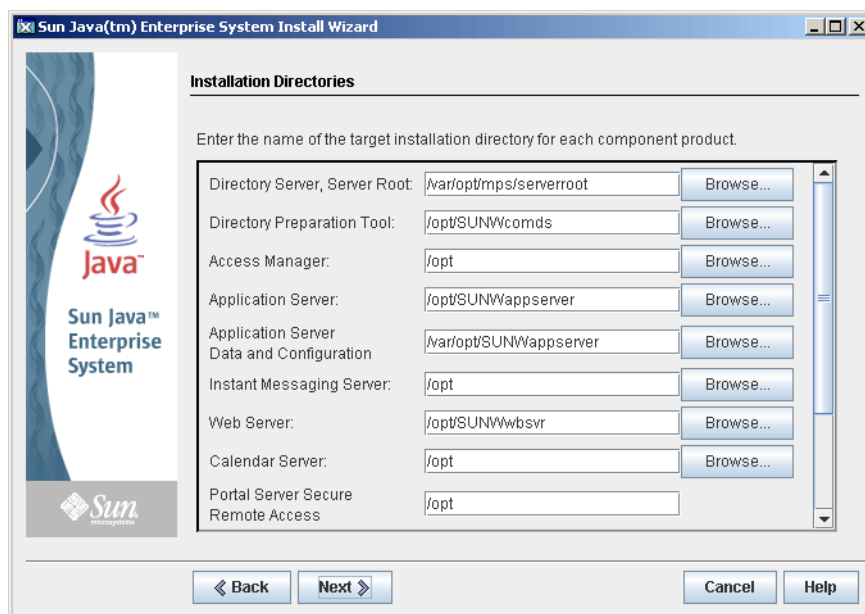 Sun Java(tm) Enterprise System Install Wizard
Installation Directories
Enter the name of the target installation directory for each component product.
Directory Server, Server Root: /var/opt/mps/serverroot Browse...
Directory Preparation Tool: /opt/SUNWcomds Browse...
Access Manager: /opt Browse...
Application Server: /opt/SUNWappserver Browse...
Application Server
Data and Configuration /var/opt/SUNWappserver Browse...
Instant Messaging Server: /opt Browse...
Web Server: /opt/SUNWwbsvr Browse...
Calendar Server: /opt Browse...
Portal Server Secure
Remote Access /opt
Java™
Sun Java™
Enterprise
System
Sun
microsystems
Back Next Cancel Help